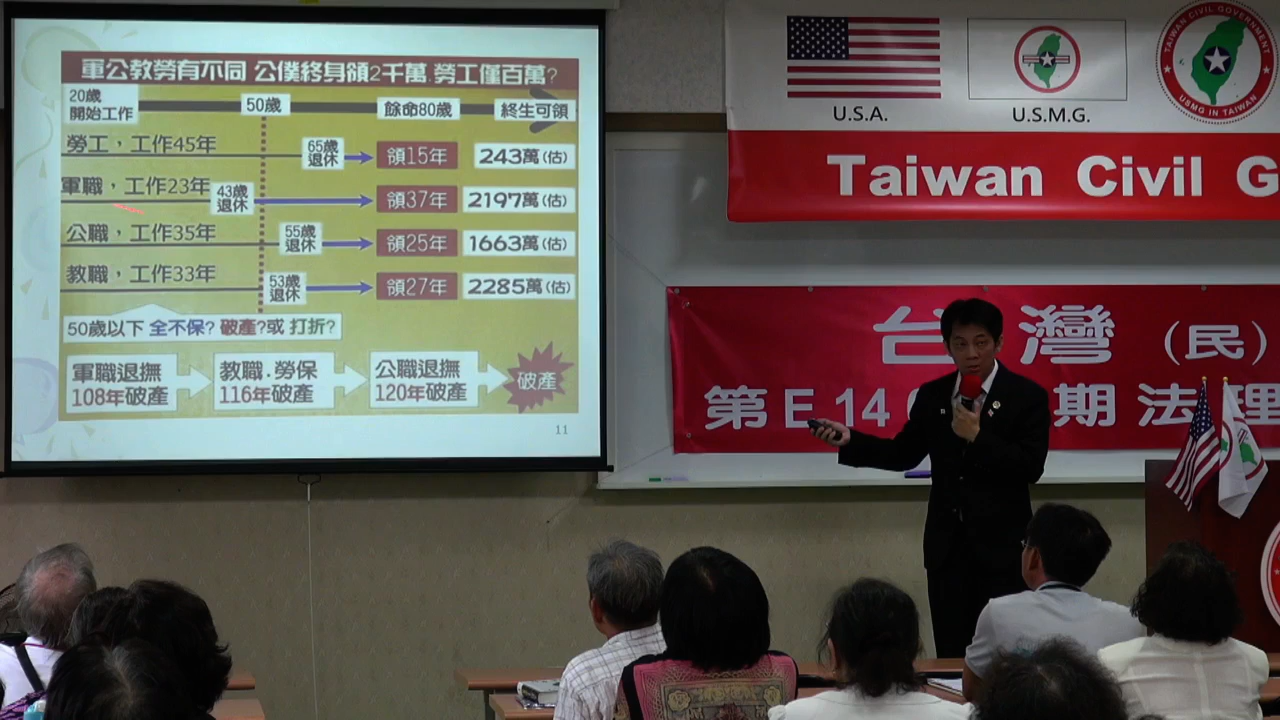 軍公教勞有不同 公僕終身領2千萬.勞工僅百萬?
20歲
開始工作
50歲
餘命80歲
終生可領
勞工，工作45年
65歲
退休
領15年
243萬(估)
軍職，工作23年
43歲
退休
領37年
2197萬(估)
公職，工作35年
55歲
退休
領25年
1663萬(估)
教職，工作33年
53歲
退休
領27年
2285萬(估)
50歲以下 全不保? 破產?或 打折?
軍職退撫
108年破產
教職.勞保
116年破產
公職退撫
120年破產
破產
11
U.S.A.
U.S.M.G.
TAIWAN CIVIL GOVERNMENT
USMG IN TAIWAN
Taiwan Civil G
台灣（民）
第E14
期法理